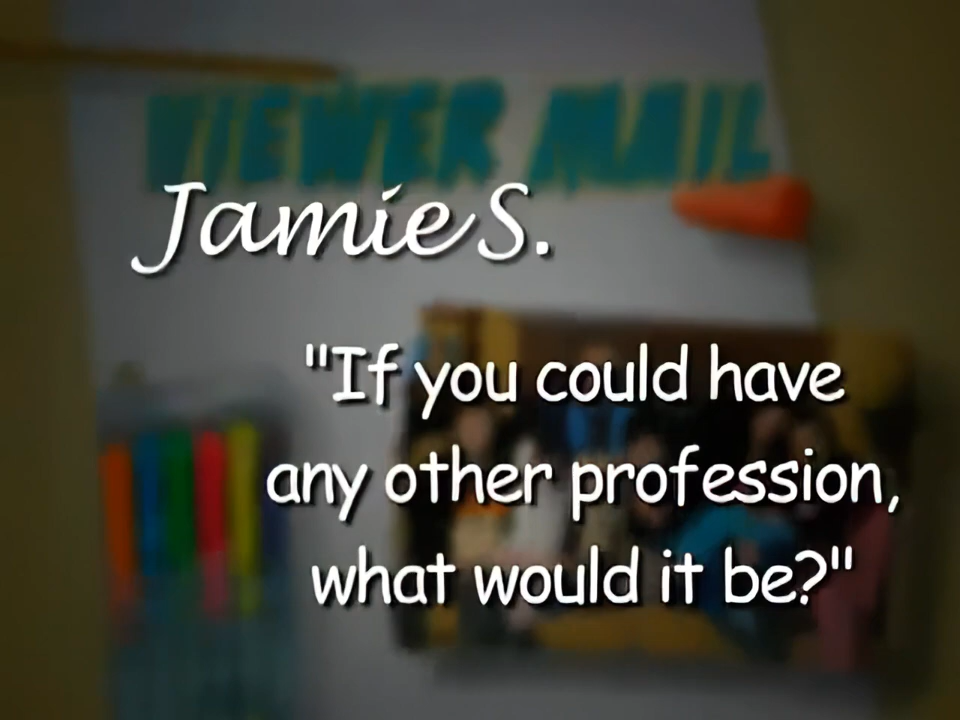 VIEWER MAIL
Jamie S.
"If you could have
any other profession,
what would it be?"